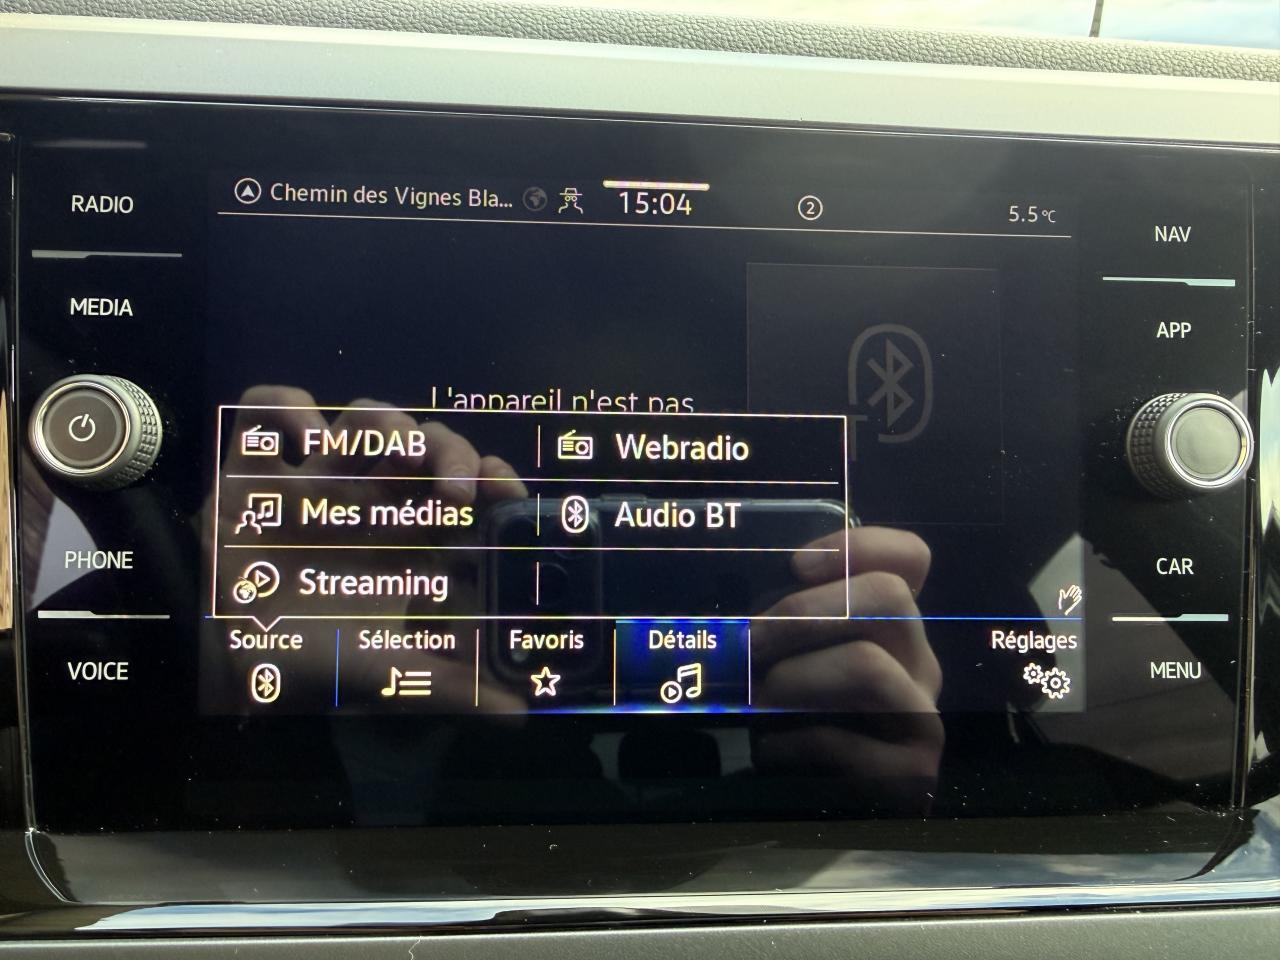 RADIO
MEDIA
PHONE
VOICE
Chemin des Vignes Bla...
15:04
2
5.5°C
L'appareil n'est pas
FM/DAB
Webradio
Mes médias
Audio BT
Streaming
Source
Sélection
Favoris
Détails
Réglages
NAV
APP
CAR
MENU